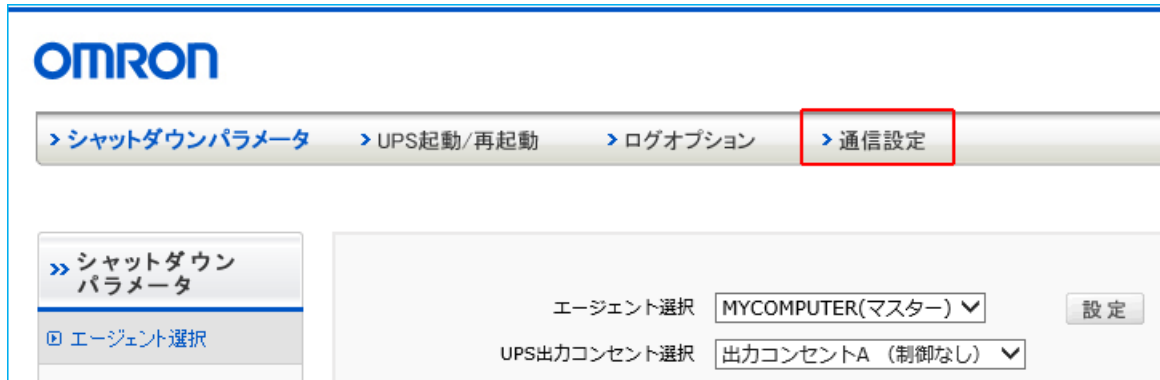 OMRON
シャットダウンパラメータ UPS起動/再起動 ログオプション 通信設定
シャットダウン
パラメータ
エージェント選択
エージェント選択 MYCOMPUTER(マスター) 設定
UPS出力コンセント選択 出力コンセントA （制御なし）